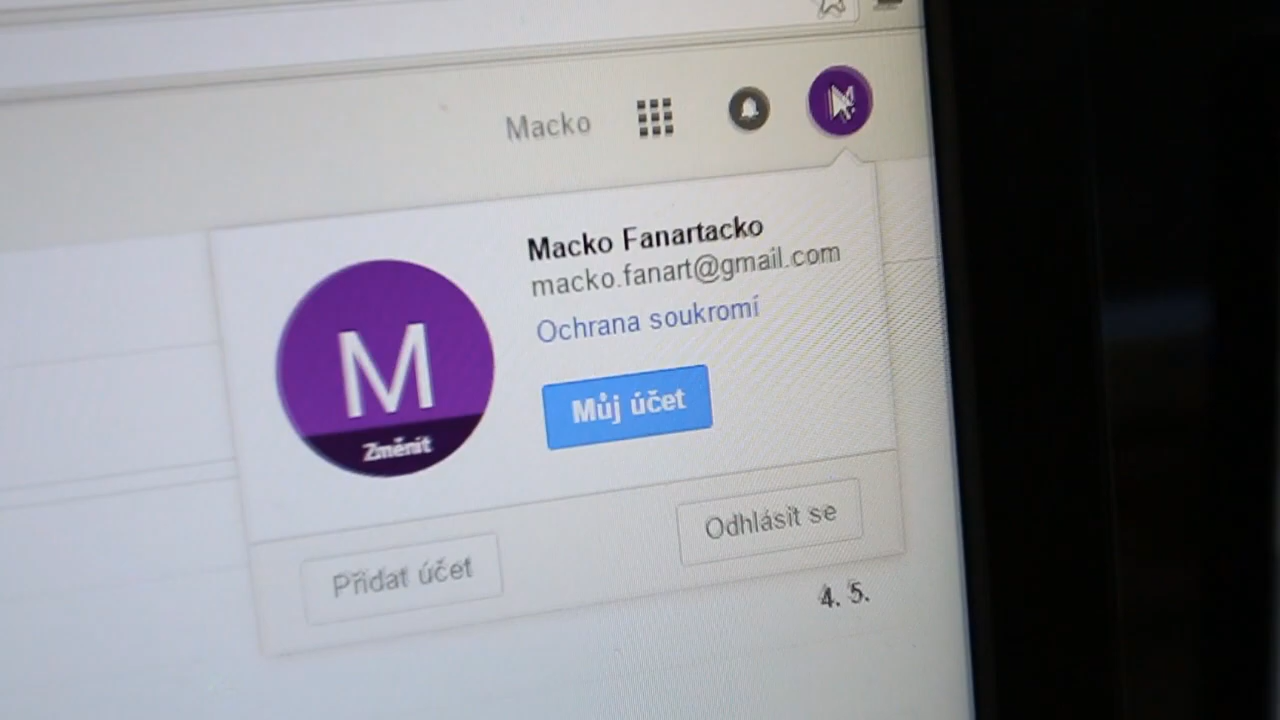 Macko
Macko Fanartacko
macko.fanart@gmail.com
Ochrana soukromí
Můj účet
M
Změnit
Přidat účet
Odhlásit se
4. 5.